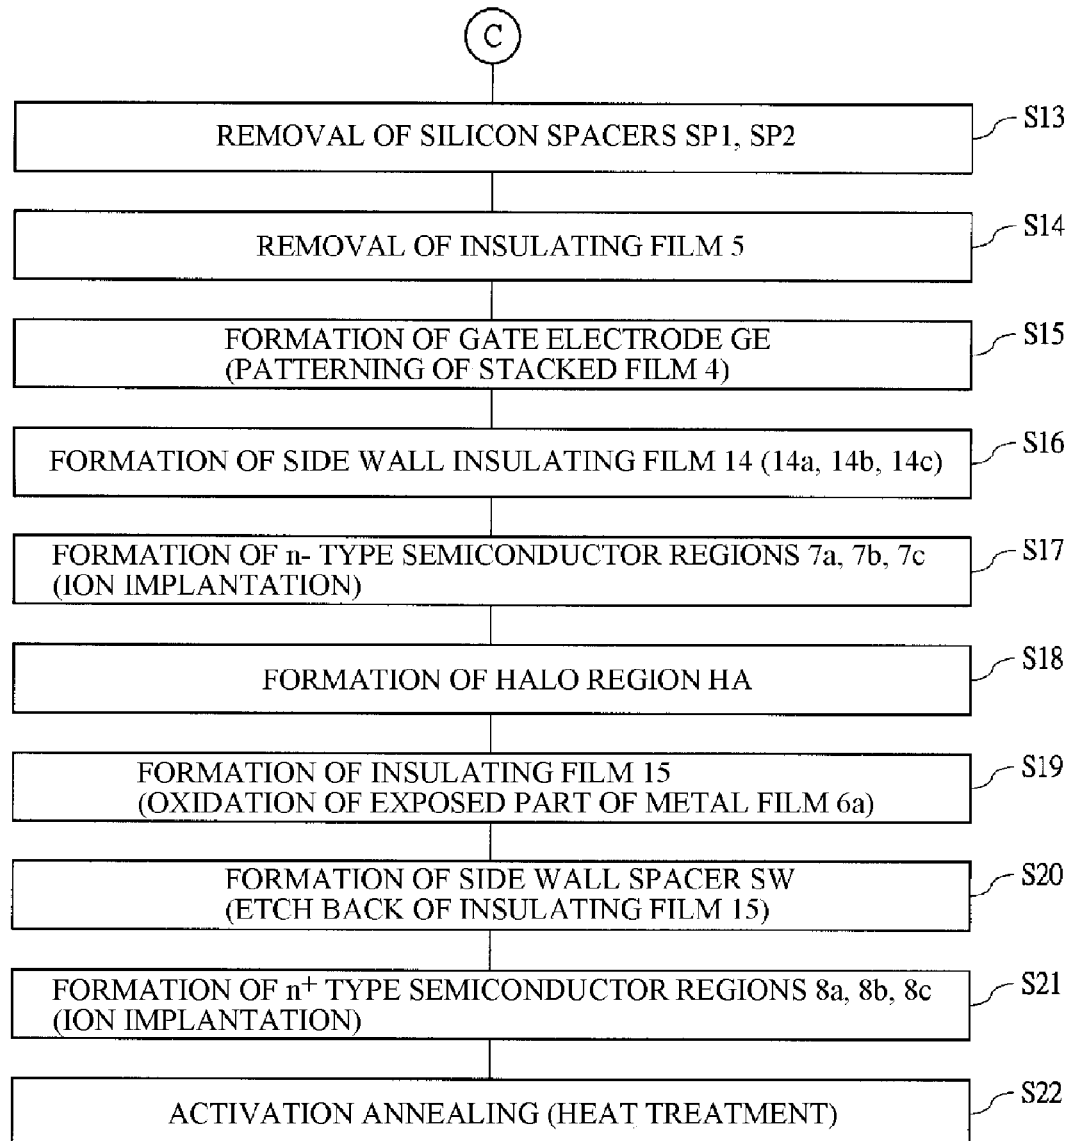 C
REMOVAL OF SILICON SPACERS SP1, SP2
S13
REMOVAL OF INSULATING FILM 5
S14
FORMATION OF GATE ELECTRODE GE
(PATTERNING OF STACKED FILM 4)
S15
FORMATION OF SIDE WALL INSULATING FILM 14 (14a, 14b, 14c)
S16
FORMATION OF n- TYPE SEMICONDUCTOR REGIONS 7a, 7b, 7c
(ION IMPLANTATION)
S17
FORMATION OF HALO REGION HA
S18
FORMATION OF INSULATING FILM 15
(OXIDATION OF EXPOSED PART OF METAL FILM 6a)
S19
FORMATION OF SIDE WALL SPACER SW
(ETCH BACK OF INSULATING FILM 15)
S20
FORMATION OF n+ TYPE SEMICONDUCTOR REGIONS 8a, 8b, 8c
(ION IMPLANTATION)
S21
ACTIVATION ANNEALING (HEAT TREATMENT)
S22